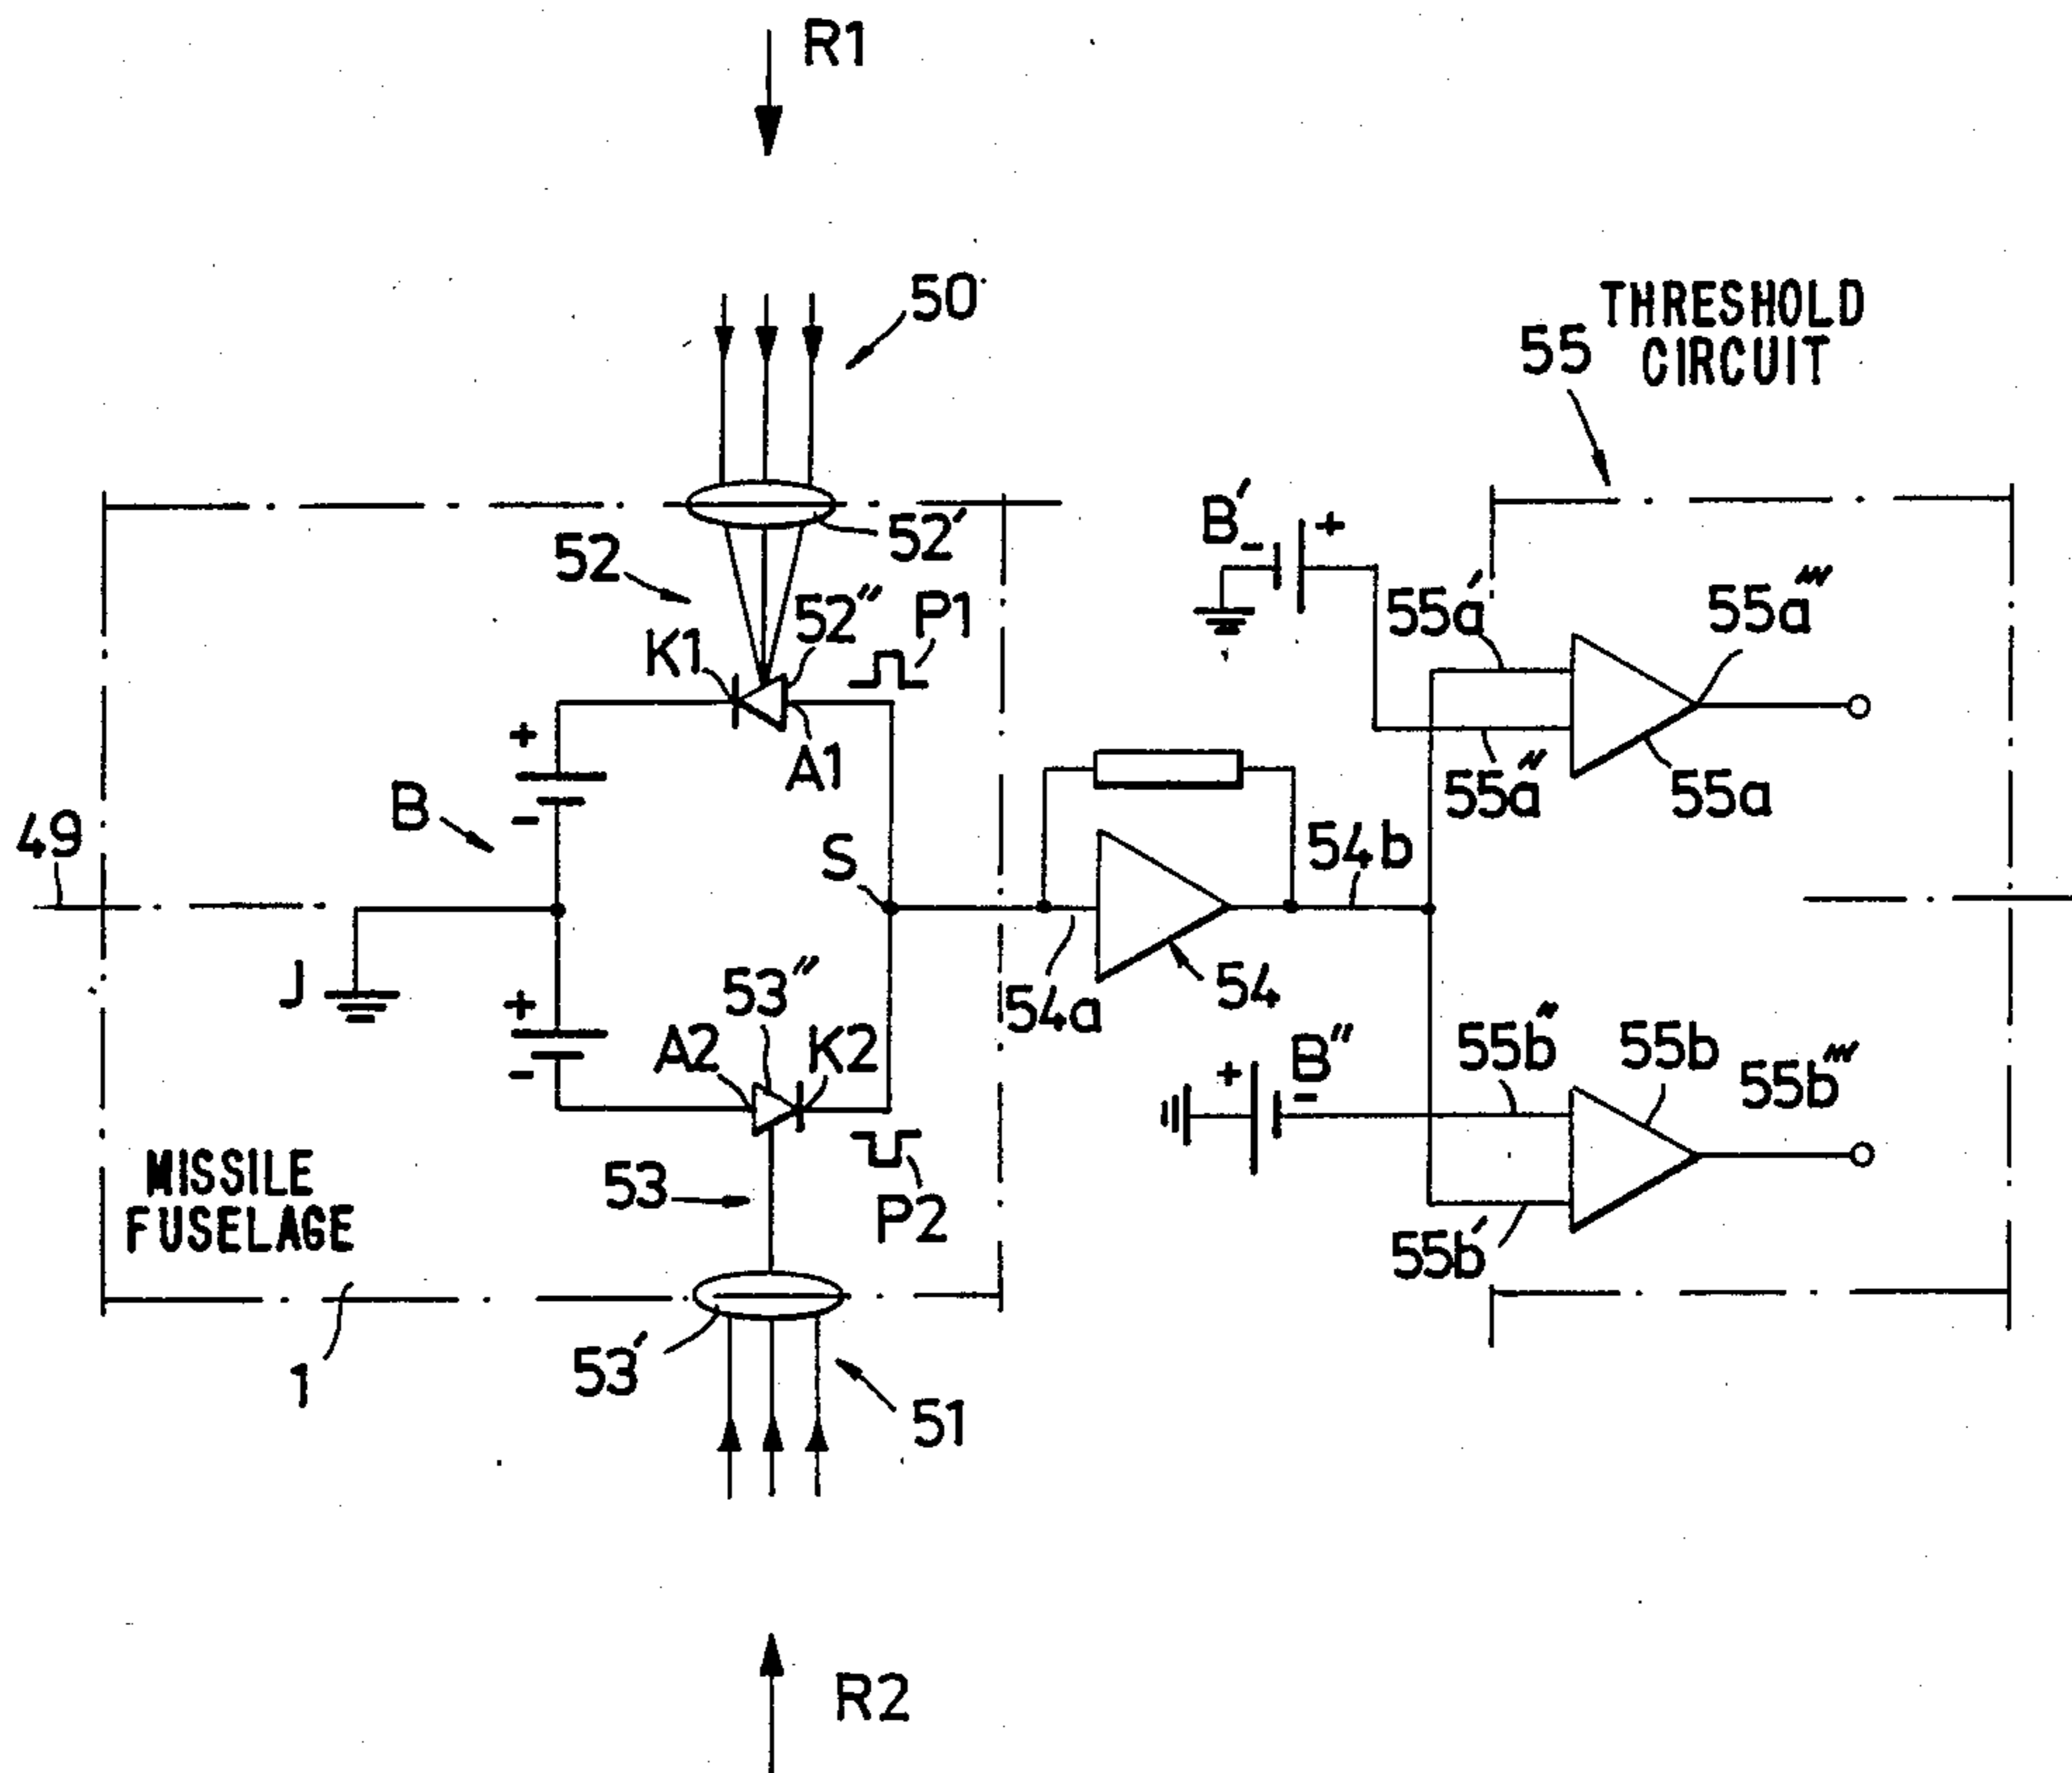 R1
50
THRESHOLD
55 CIRCUIT
52'
B' - +
52
52"
P1
55a'
55a'''
K1
+
A1
55a"
55a
B
-
49
S
54b
J
53"
54a
54
+
A2
K2
+ B"
-
55b"
55b
55b'''
-
53
P2
MISSILE
FUSELAGE
55b'
53'
1
51
R2